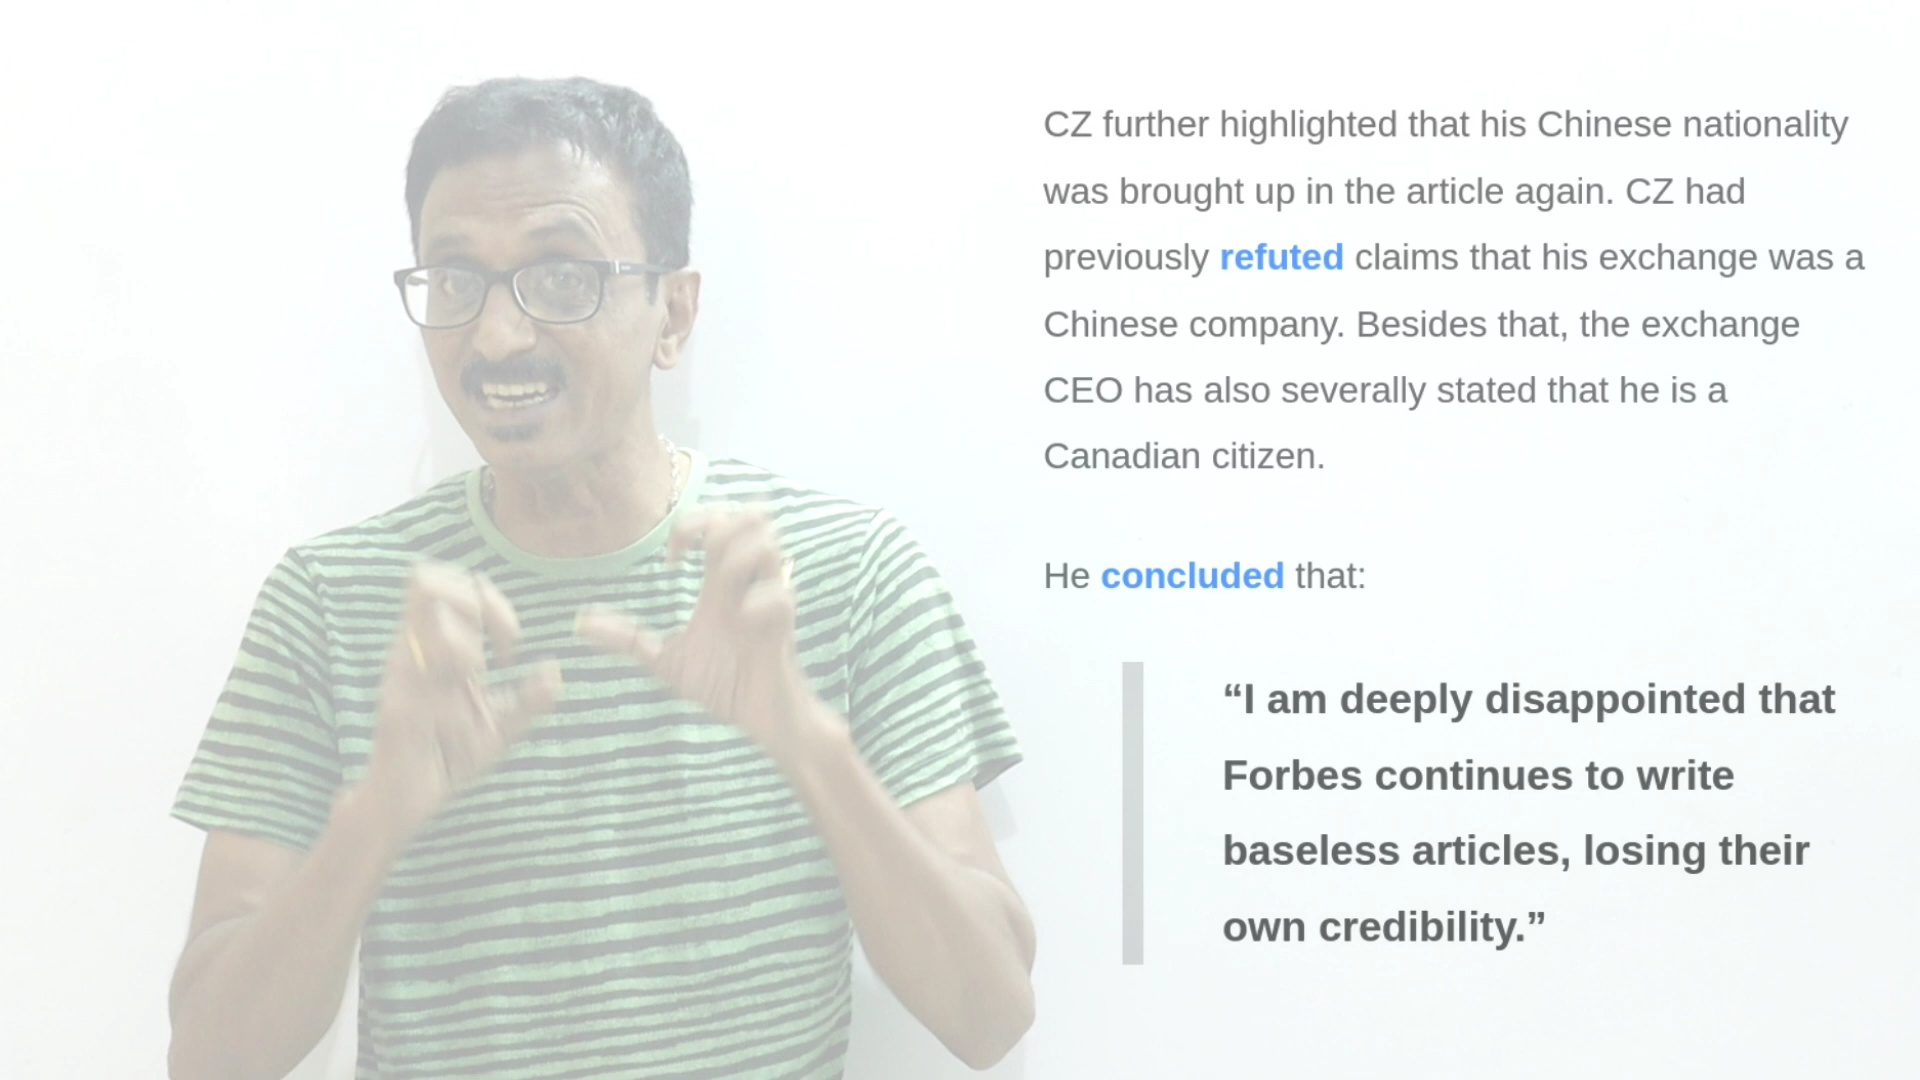 CZ further highlighted that his Chinese nationality
was brought up in the article again. CZ had
previously refuted claims that his exchange was a
Chinese company. Besides that, the exchange
CEO has also severally stated that he is a
Canadian citizen.
He concluded that:
“I am deeply disappointed that
Forbes continues to write
baseless articles, losing their
own credibility.”